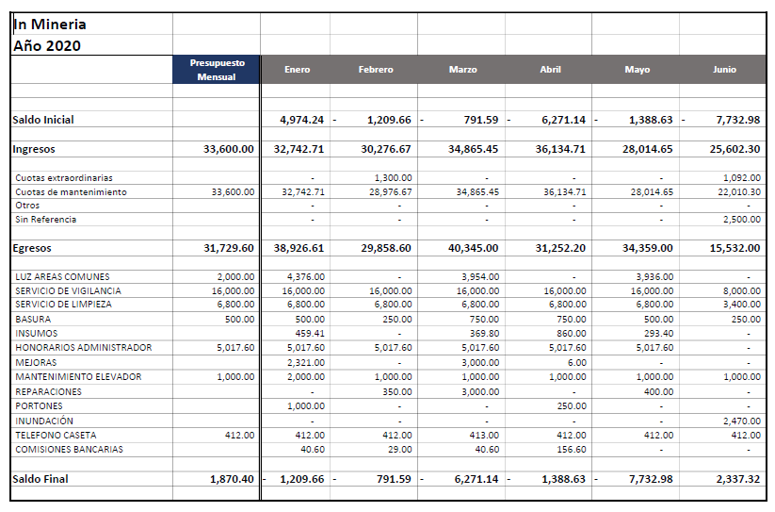 In Mineria
Año 2020
Presupuesto Mensual Enero Febrero Marzo Abril Mayo Junio
Saldo Inicial 4,974.24 - 1,209.66 - 791.59 - 6,271.14 - 1,388.63 - 7,732.98
Ingresos 33,600.00 32,742.71 30,276.67 34,865.45 36,134.71 28,014.65 25,602.30
Cuotas extraordinarias - 1,300.00 - - - 1,092.00
Cuotas de mantenimiento 33,600.00 32,742.71 28,976.67 34,865.45 36,134.71 28,014.65 22,010.30
Otros - - - - - -
Sin Referencia - - - - - 2,500.00
Egresos 31,729.60 38,926.61 29,858.60 40,345.00 31,252.20 34,359.00 15,532.00
LUZ AREAS COMUNES 2,000.00 4,376.00 - 3,954.00 - 3,936.00
SERVICIO DE VIGILANCIA 16,000.00 16,000.00 16,000.00 16,000.00 16,000.00 16,000.00 8,000.00
SERVICIO DE LIMPIEZA 6,800.00 6,800.00 6,800.00 6,800.00 6,800.00 6,800.00 3,400.00
BASURA 500.00 500.00 250.00 750.00 750.00 500.00 250.00
INSUMOS 459.41 - 369.80 860.00 293.40
HONORARIOS ADMINISTRADOR 5,017.60 5,017.60 5,017.60 5,017.60 5,017.60 5,017.60 -
MEJORAS 2,321.00 - 3,000.00 6.00 - -
MANTENIMIENTO ELEVADOR 1,000.00 2,000.00 1,000.00 1,000.00 1,000.00 1,000.00 1,000.00
REPARACIONES - 350.00 3,000.00 - 400.00 -
PORTONES 1,000.00 - - 250.00 - -
INUNDACIÓN - - - - - 2,470.00
TELEFONO CASETA 412.00 412.00 412.00 413.00 412.00 412.00 412.00
COMISIONES BANCARIAS 40.60 29.00 40.60 156.60 - -
Saldo Final 1,870.40 - 1,209.66 - 791.59 - 6,271.14 - 1,388.63 - 7,732.98 2,337.32